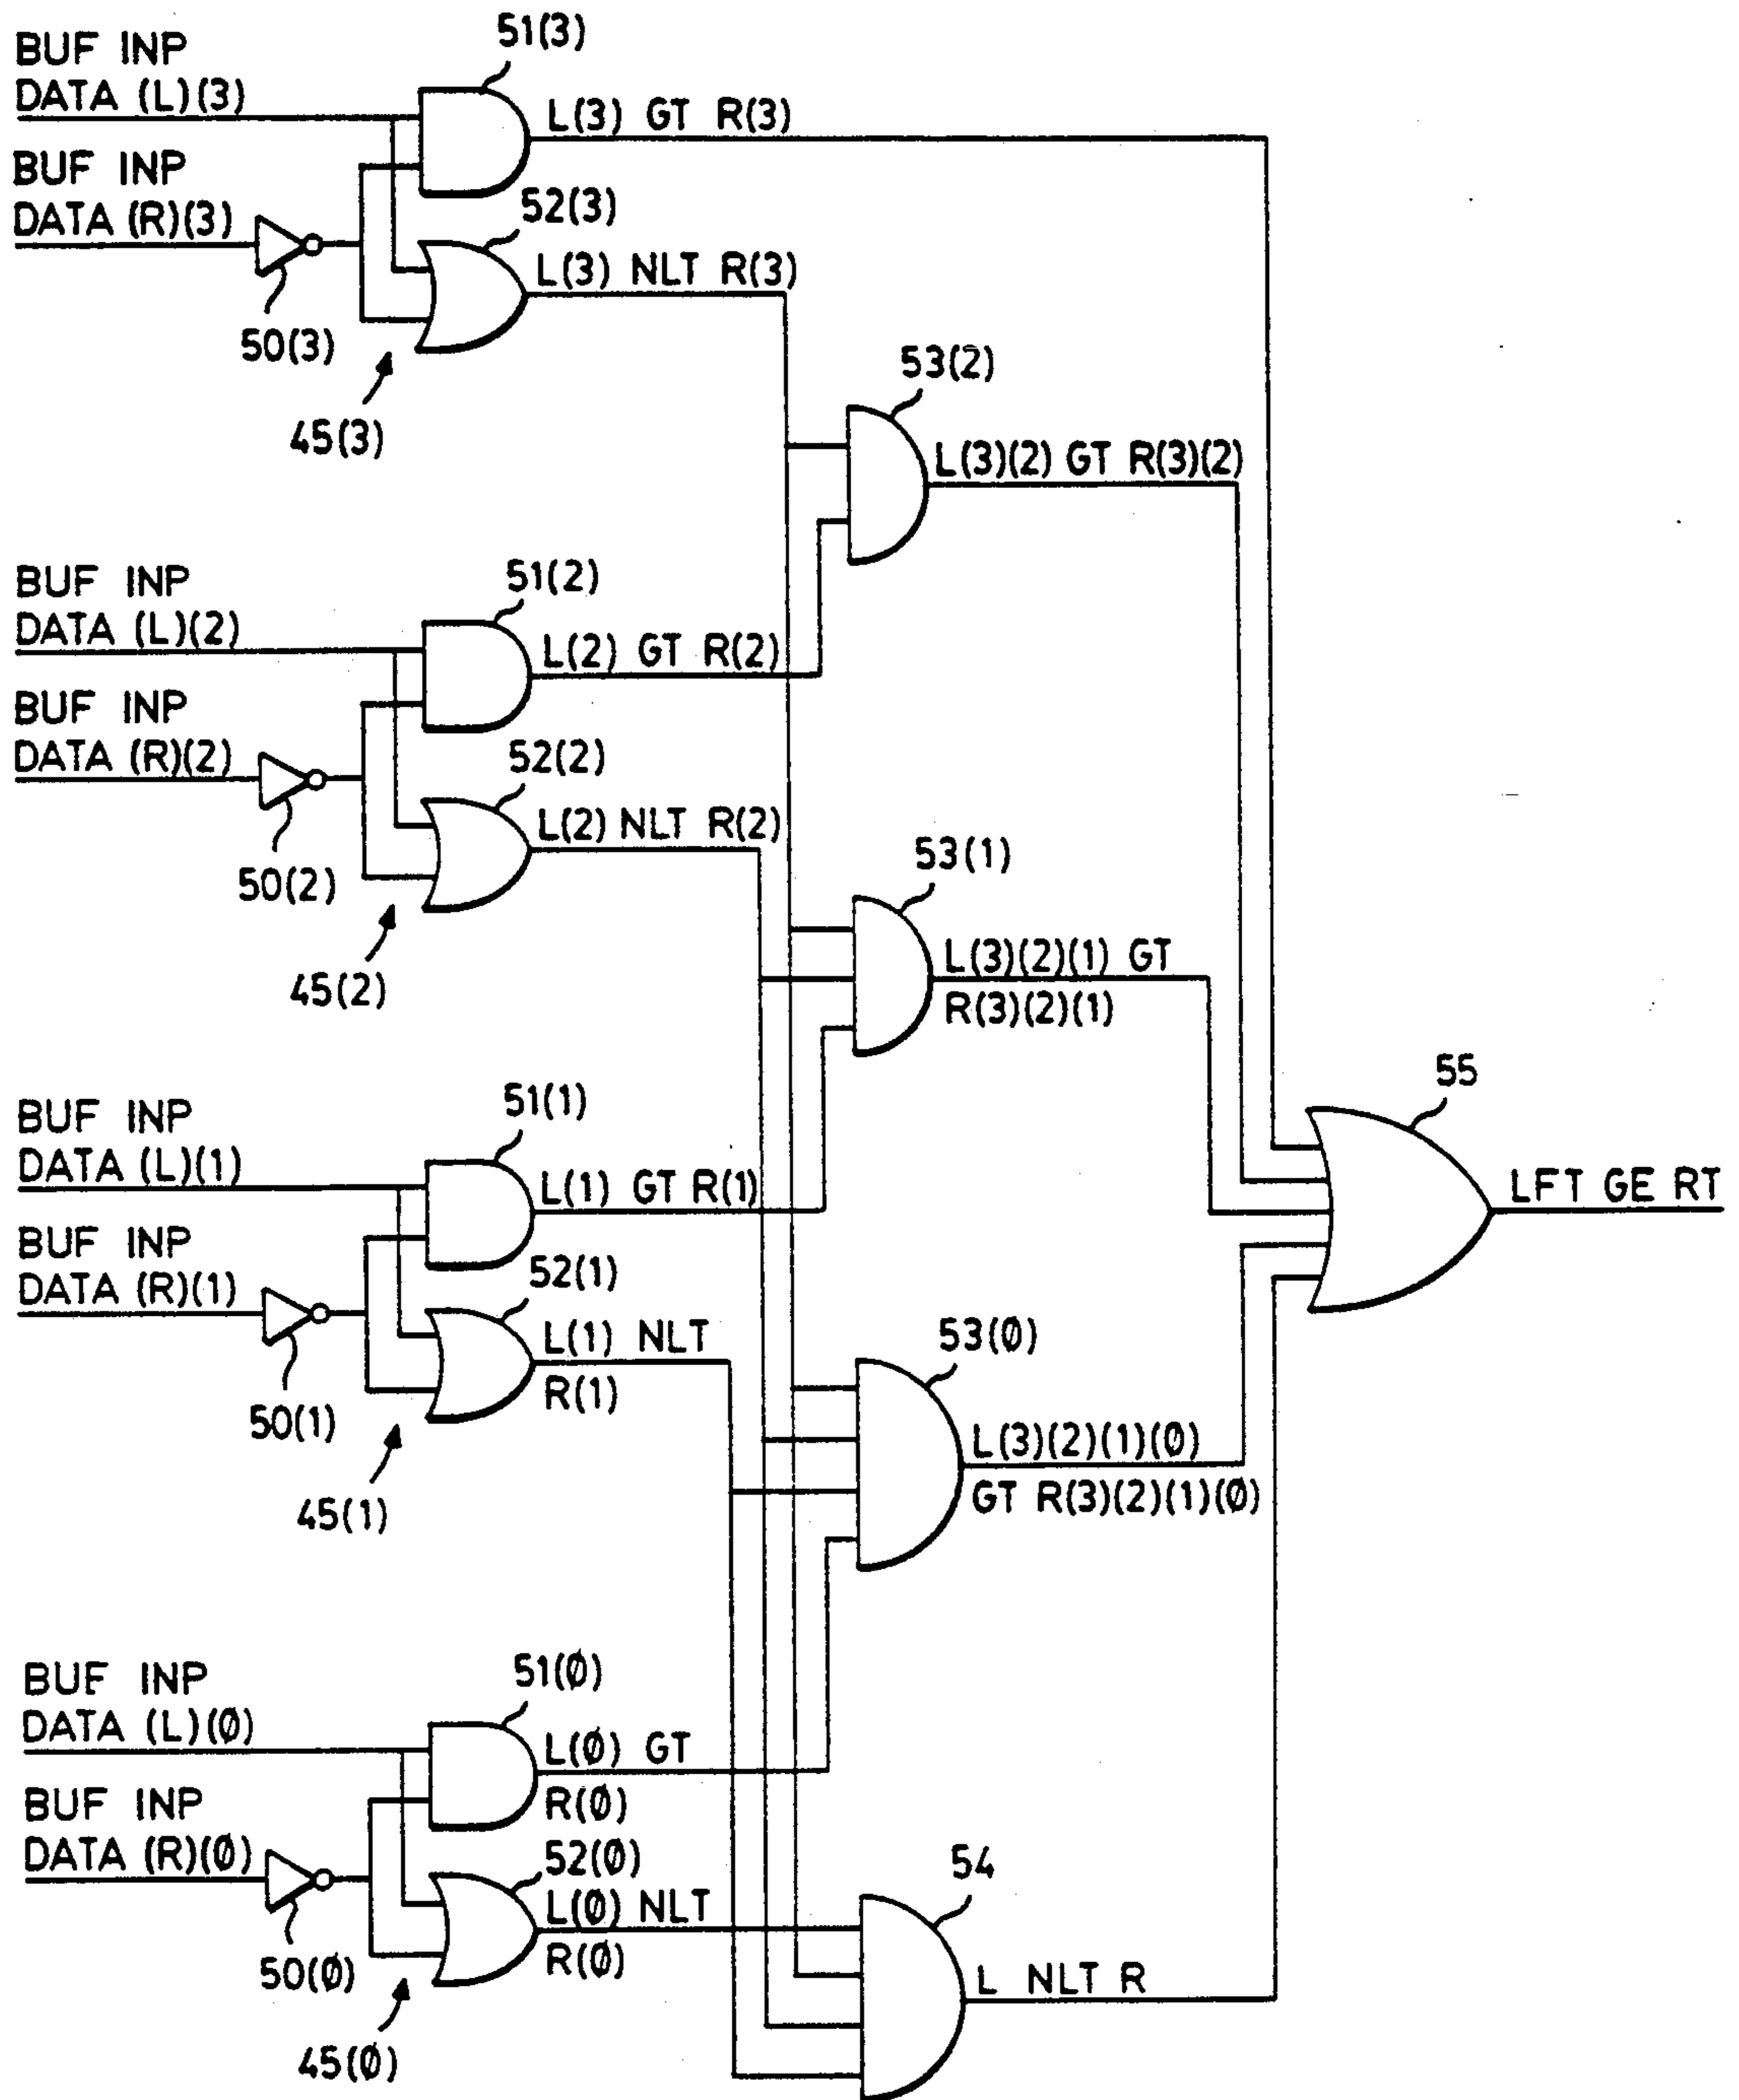 51(3)
BUF INP
DATA (L)(3)
L(3) GT R(3)
BUF INP
DATA (R)(3)
52(3)
L(3) NLT R(3)
50(3)
45(3)
53(2)
L(3)(2) GT R(3)(2)
BUF INP
DATA (L)(2)
51(2)
L(2) GT R(2)
BUF INP
DATA (R)(2)
52(2)
L(2) NLT R(2)
50(2)
45(2)
53(1)
L(3)(2)(1) GT
R(3)(2)(1)
55
LFT GE RT
BUF INP
DATA (L)(1)
51(1)
L(1) GT R(1)
BUF INP
DATA (R)(1)
52(1)
L(1) NLT
R(1)
50(1)
45(1)
53(Ø)
L(3)(2)(1)(Ø)
GT R(3)(2)(1)(Ø)
BUF INP
DATA (L)(Ø)
51(Ø)
L(Ø) GT
R(Ø)
BUF INP
DATA (R)(Ø)
52(Ø)
L(Ø) NLT
R(Ø)
50(Ø)
45(Ø)
54
L NLT R